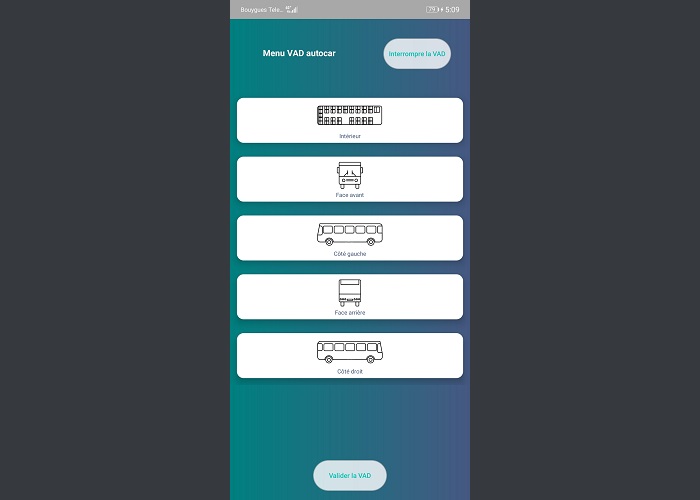 Bouygues Tele... 4G
79 5:09
Menu VAD autocar
Interrompre la VAD
Intérieur
Face avant
Côté gauche
Face arrière
Côté droit
Valider la VAD